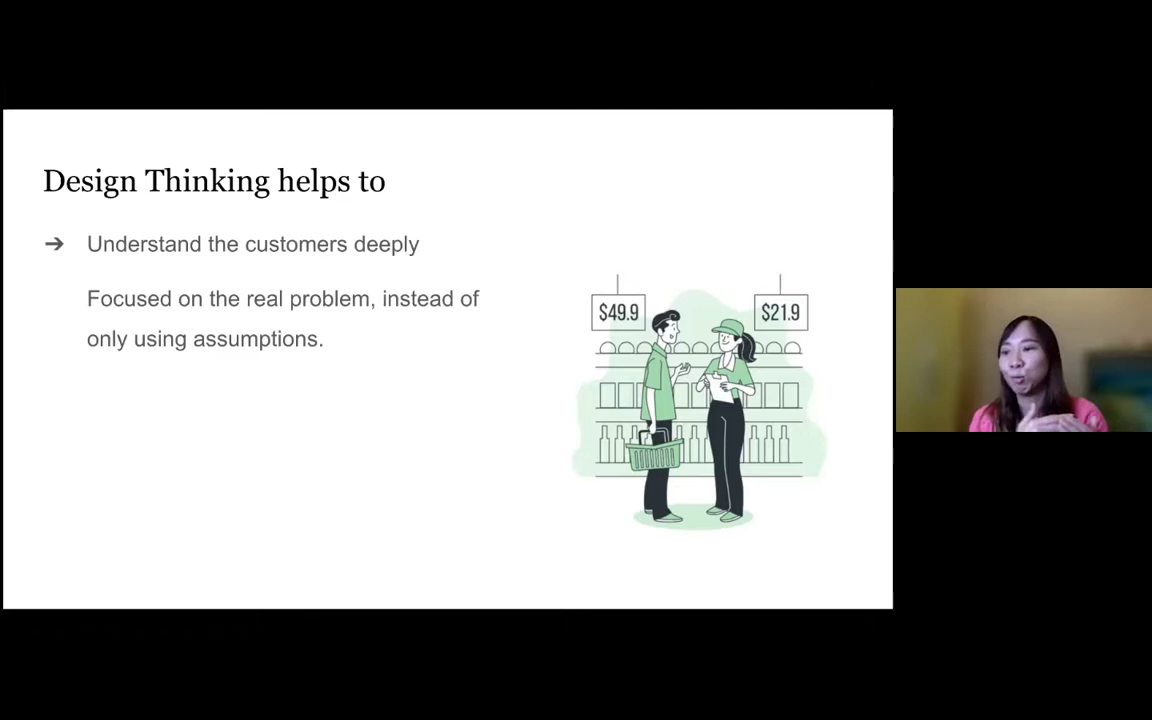 Design Thinking helps to
➔ Understand the customers deeply
Focused on the real problem, instead of
only using assumptions.
$49.9
$21.9